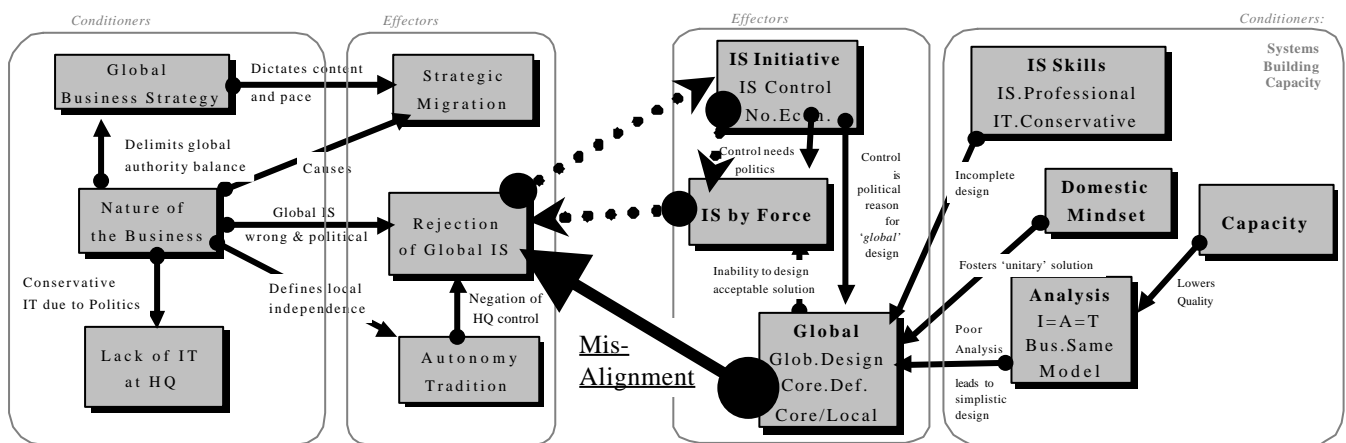 Conditioners
Effectors
Effectors
Conditioners:
Systems
Building
Capacity
Global
Business Strategy
Dictates content
and pace
Strategic
Migration
Delimits global
authority balance
Causes
Nature of
the Business
Global IS
wrong & political
Rejection
of Global IS
Conservative
IT due to Politics
Defines local
independence
Negation of
HQ control
Lack of IT
at HQ
Autonomy
Tradition
Mis-
Alignment
IS Initiative
IS Control
No.Econ.
Control needs
politics
IS by Force
Control
is
political
reason
for
‘global’
design
Inability to design
acceptable solution
Global
Glob.Design
Core.Def.
Core/Local
IS Skills
IS.Professional
IT.Conservative
Incomplete
design
Domestic
Mindset
Capacity
Fosters ‘unitary’ solution
Lowers
Quality
Analysis
I=A=T
Bus.Same
Model
Poor
Analysis
leads to
simplistic
design